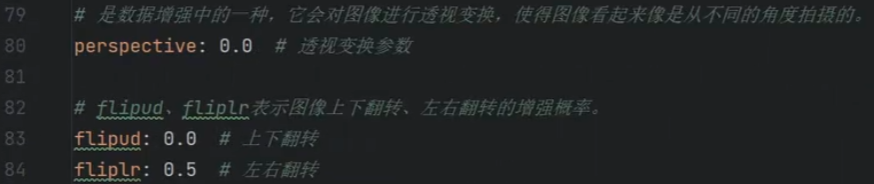 79 # 是数据增强中的一种，它会对图像进行透视变换，使得图像看起来像是从不同的角度拍摄的。
80 perspective: 0.0 # 透视变换参数
81
82 # flipud、fliplr表示图像上下翻转、左右翻转的增强概率。
83 flipud: 0.0 # 上下翻转
84 fliplr: 0.5 # 左右翻转